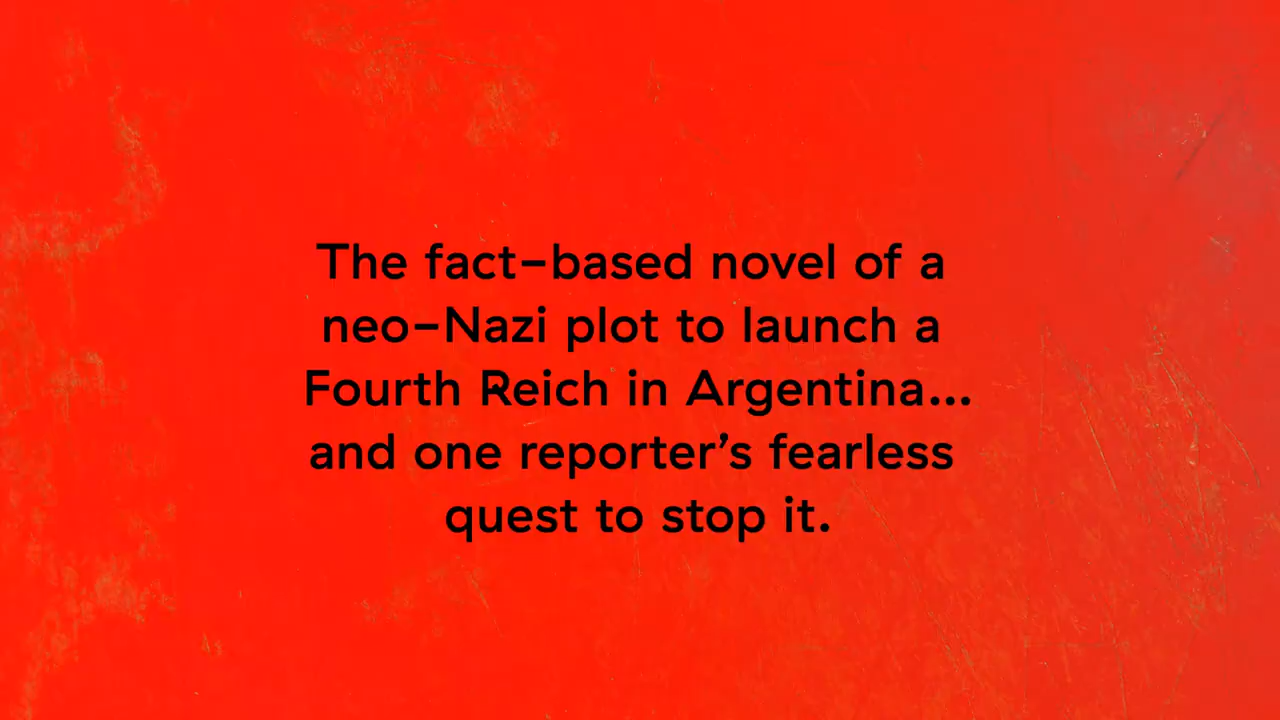 The fact-based novel of a
neo-Nazi plot to launch a
Fourth Reich in Argentina...
and one reporter's fearless
quest to stop it.